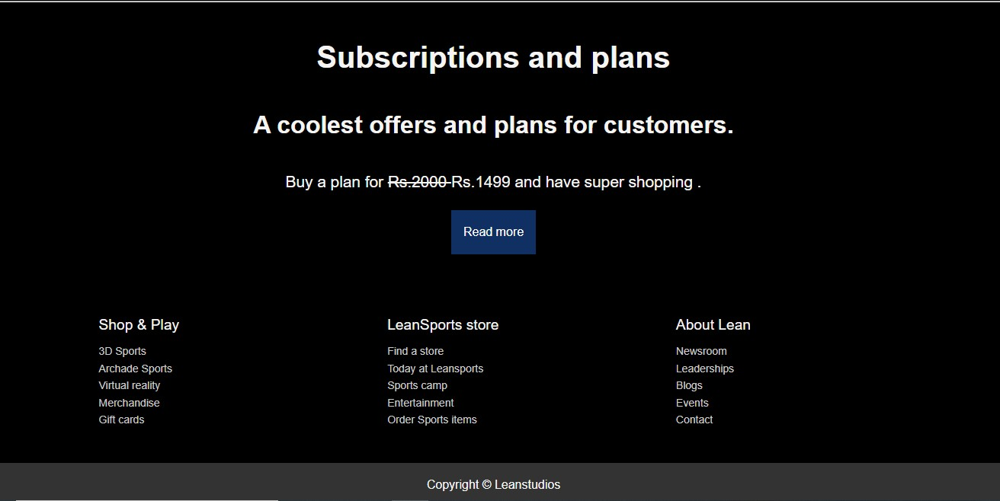 Subscriptions and plans
A coolest offers and plans for customers.
Buy a plan for Rs.2000 Rs.1499 and have super shopping .
Read more
Shop & Play
3D Sports
Archade Sports
Virtual reality
Merchandise
Gift cards
LeanSports store
Find a store
Today at Leansports
Sports camp
Entertainment
Order Sports items
About Lean
Newsroom
Leaderships
Blogs
Events
Contact
Copyright © Leanstudios